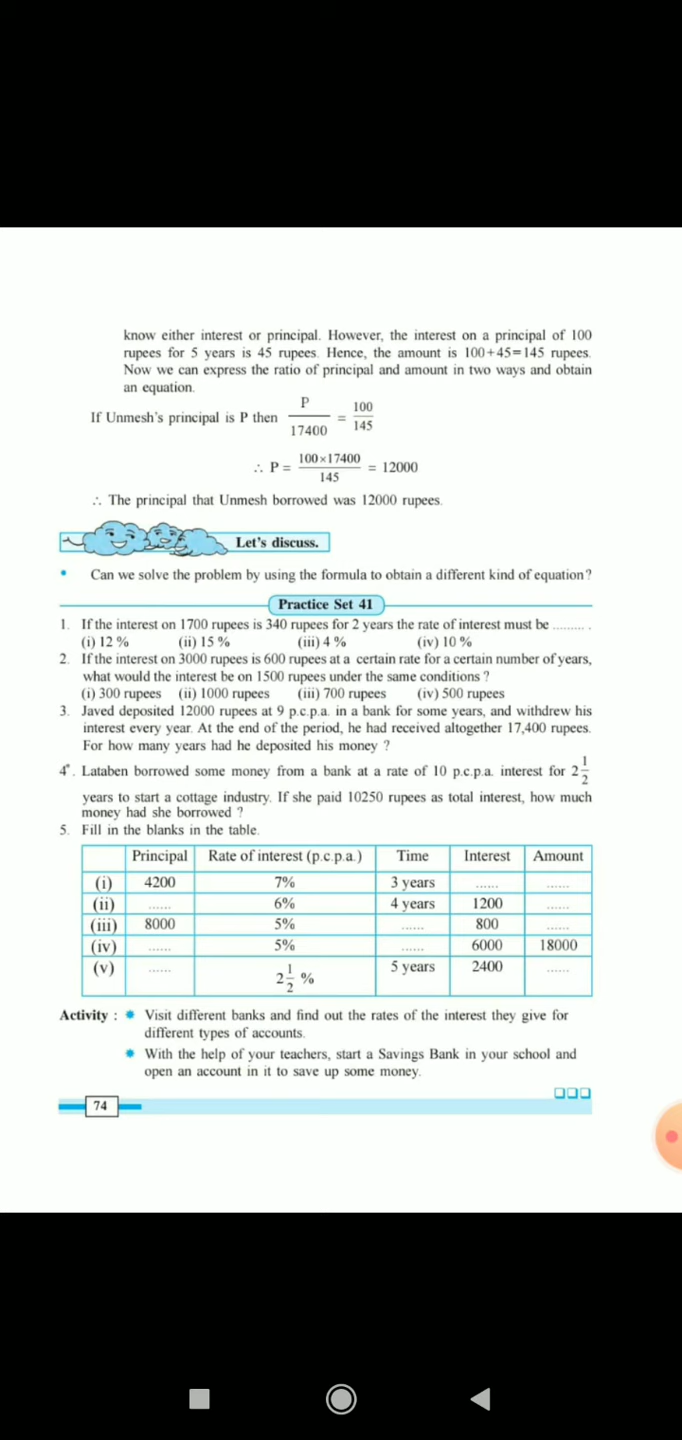 know either interest or principal. However, the interest on a principal of 100
rupees for 5 years is 45 rupees. Hence, the amount is 100+45=145 rupees.
Now we can express the ratio of principal and amount in two ways and obtain
an equation.
If Unmesh's principal is P then P/17400 = 100/145
∴ P = 100×17400/145 = 12000
∴ The principal that Unmesh borrowed was 12000 rupees.
Let's discuss.
• Can we solve the problem by using the formula to obtain a different kind of equation?
Practice Set 41
1. If the interest on 1700 rupees is 340 rupees for 2 years the rate of interest must be ......... .
(i) 12 % (ii) 15 % (iii) 4 % (iv) 10 %
2. If the interest on 3000 rupees is 600 rupees at a certain rate for a certain number of years,
what would the interest be on 1500 rupees under the same conditions ?
(i) 300 rupees (ii) 1000 rupees (iii) 700 rupees (iv) 500 rupees
3. Javed deposited 12000 rupees at 9 p.c.p.a. in a bank for some years, and withdrew his
interest every year. At the end of the period, he had received altogether 17,400 rupees.
For how many years had he deposited his money ?
4*. Lataben borrowed some money from a bank at a rate of 10 p.c.p.a. interest for 2 1/2
years to start a cottage industry. If she paid 10250 rupees as total interest, how much
money had she borrowed ?
5. Fill in the blanks in the table.
Principal Rate of interest (p.c.p.a.) Time Interest Amount
(i) 4200 7% 3 years ...... ......
(ii) ...... 6% 4 years 1200 ......
(iii) 8000 5% ...... 800 ......
(iv) ...... 5% ...... 6000 18000
(v) ...... 2 1/2 % 5 years 2400 ......
Activity : * Visit different banks and find out the rates of the interest they give for
different types of accounts.
* With the help of your teachers, start a Savings Bank in your school and
open an account in it to save up some money.
74